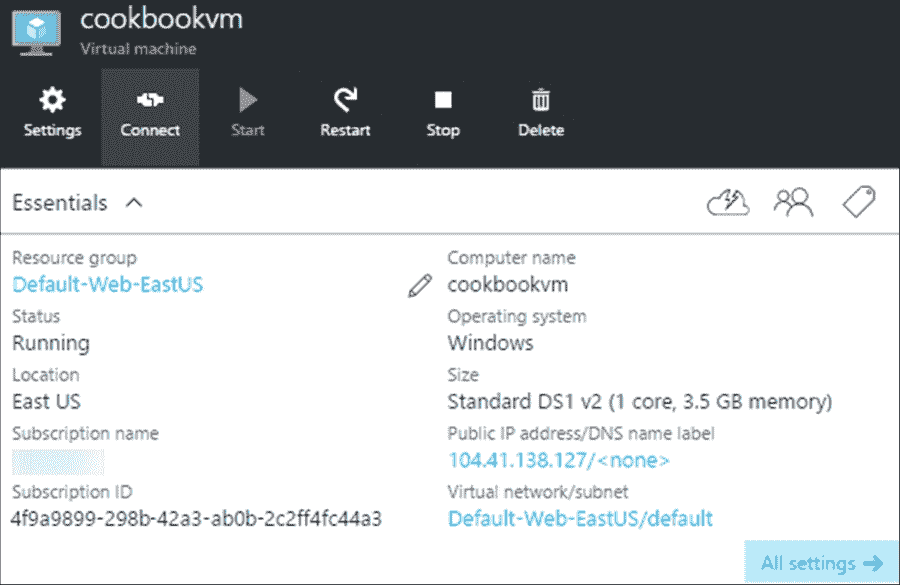 cookbookvm
Virtual machine
Settings
Connect
Start
Restart
Stop
Delete
Essentials
Resource group
Default-Web-EastUS
Status
Running
Location
East US
Subscription name
Subscription ID
4f9a9899-298b-42a3-ab0b-2c2ff4fc44a3
Computer name
cookbookvm
Operating system
Windows
Size
Standard DS1 v2 (1 core, 3.5 GB memory)
Public IP address/DNS name label
104.41.138.127/<none>
Virtual network/subnet
Default-Web-EastUS/default
All settings